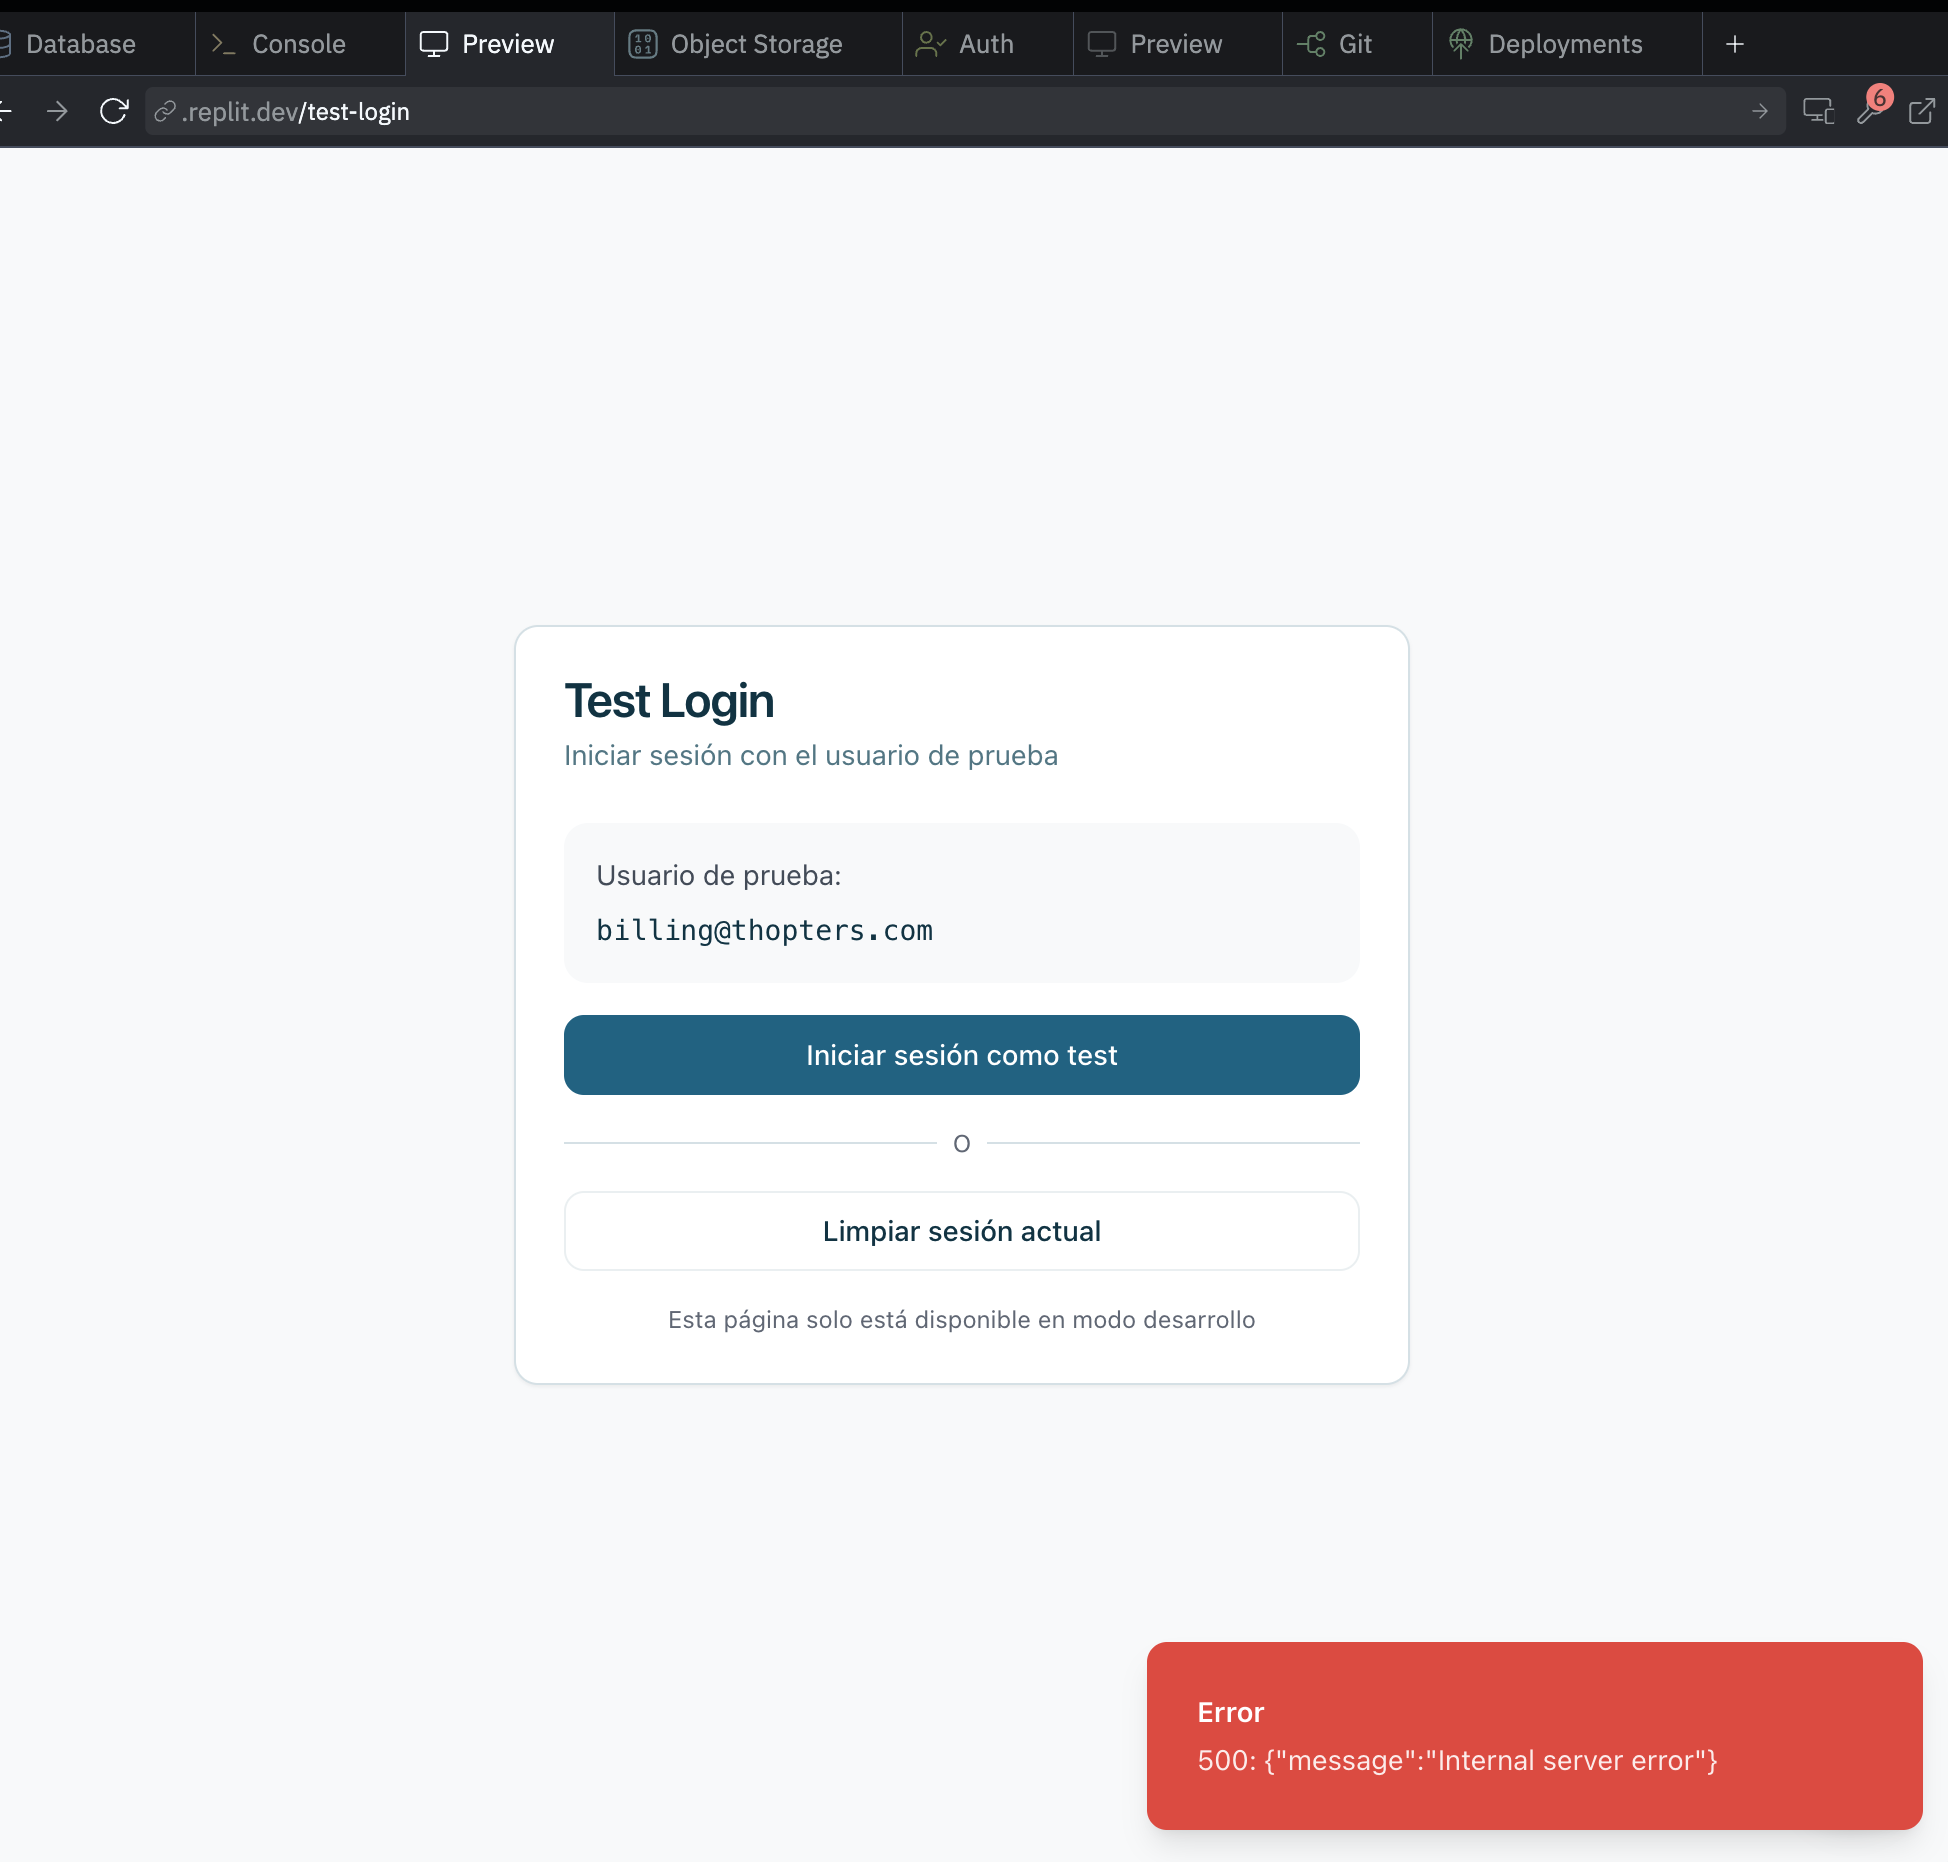 Database
Console
Preview
Object Storage
Auth
Preview
Git
Deployments
.replit.dev/test-login
6
Test Login
Iniciar sesión con el usuario de prueba
Usuario de prueba:
billing@thopters.com
Iniciar sesión como test
O
Limpiar sesión actual
Esta página solo está disponible en modo desarrollo
Error
500: {"message":"Internal server error"}